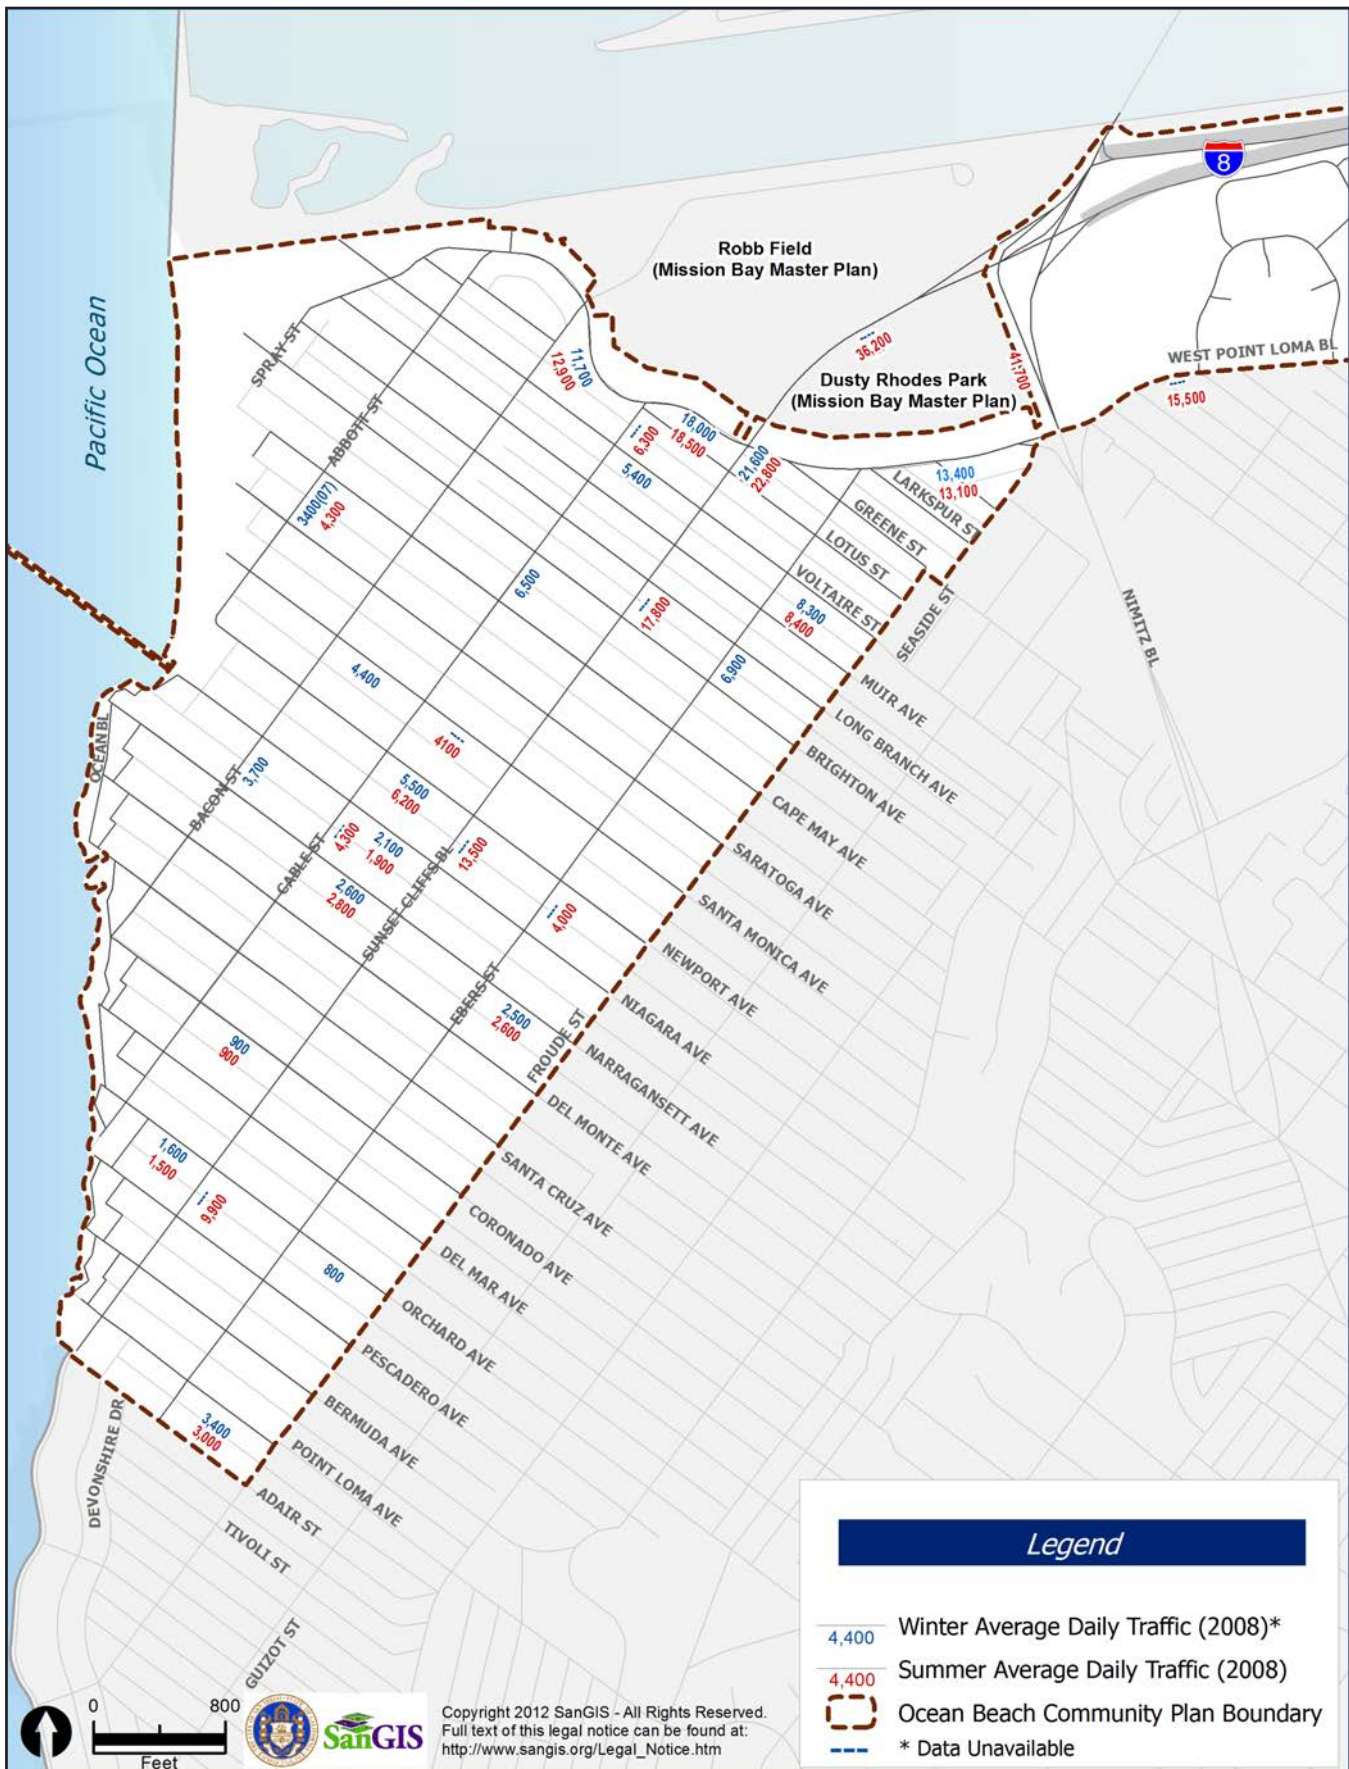 8
Robb Field
(Mission Bay Master Plan)
Pacific Ocean
SPRAY ST
11,700
12,900
----
36,200
41,700
WEST POINT LOMA BL
----
15,500
Dusty Rhodes Park
(Mission Bay Master Plan)
ABBOTT ST
18,000
18,500
----
6,300
5,400
21,600
22,800
13,400
13,100
LARKSPUR ST
GREENE ST
LOTUS ST
VOLTAIRE ST
3400(07)
4,300
6,500
----
17,800
8,300
8,400
SEASIDE ST
NIMITZ BL
6,900
4,400
MUIR AVE
LONG BRANCH AVE
BRIGHTON AVE
CAPE MAY AVE
SARATOGA AVE
SANTA MONICA AVE
NEWPORT AVE
NIAGARA AVE
NARRAGANSETT AVE
DEL MONTE AVE
SANTA CRUZ AVE
CORONADO AVE
DEL MAR AVE
ORCHARD AVE
PESCADERO AVE
BERMUDA AVE
POINT LOMA AVE
ADAIR ST
TIVOLI ST
OCEAN BL
BACON ST
3,700
----
4100
5,500
6,200
CABLE ST
----
4,300
2,100
1,900
----
13,500
2,600
2,800
SUNSET CLIFFS BL
----
4,000
EBERS ST
2,500
2,600
FROUDE ST
900
900
1,600
1,500
----
9,900
800
3,400
3,000
DEVONSHIRE DR
GUIZOT ST
Legend
4,400 Winter Average Daily Traffic (2008)*
4,400 Summer Average Daily Traffic (2008)
Ocean Beach Community Plan Boundary
---- * Data Unavailable
0 800
Feet
SanGIS
Copyright 2012 SanGIS - All Rights Reserved.
Full text of this legal notice can be found at:
http://www.sangis.org/Legal_Notice.htm